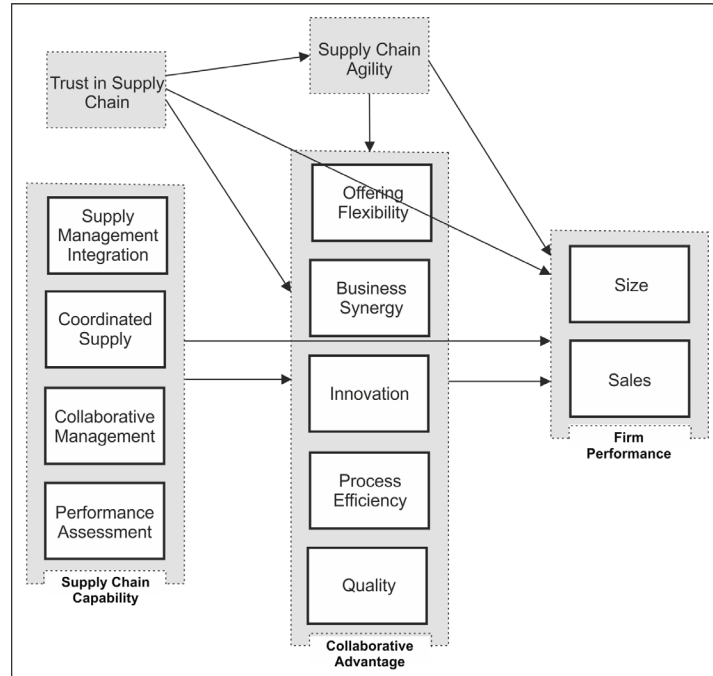 Trust in Supply
Chain
Supply Chain
Agility
Supply
Management
Integration
Coordinated
Supply
Collaborative
Management
Performance
Assessment
Supply Chain
Capability
Offering
Flexibility
Business
Synergy
Innovation
Process
Efficiency
Quality
Collaborative
Advantage
Size
Sales
Firm
Performance